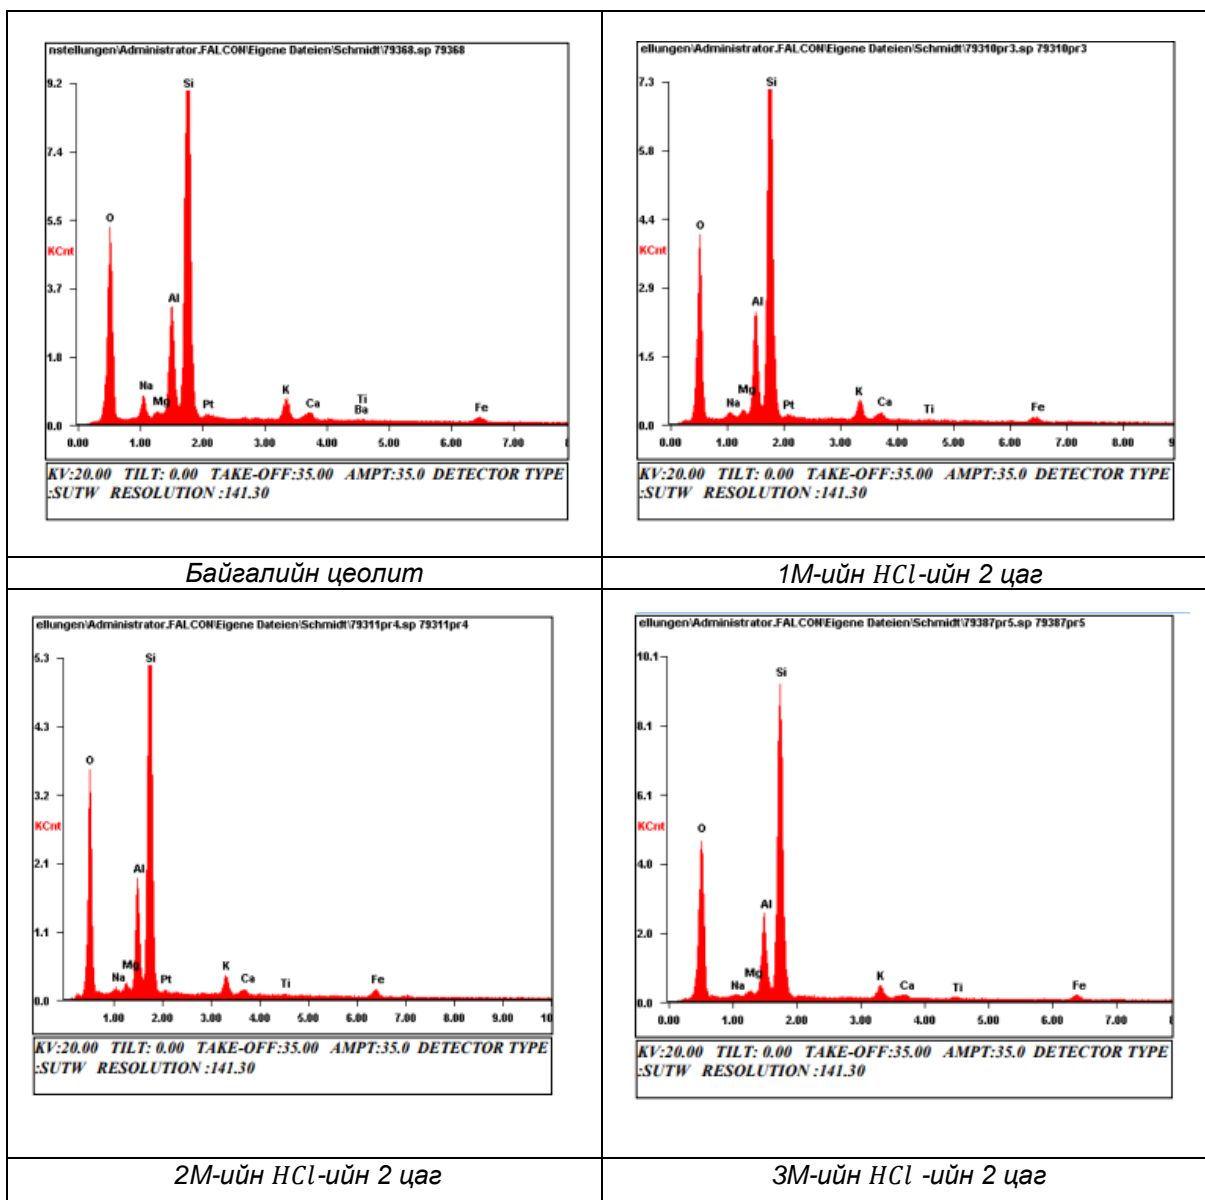 nstellungen\Administrator.FALCON\Eigene Dateien\Schmidt\79368.sp 79368
9.2
Si
7.4
5.5
O
KCnt
3.7
Al
1.8
Na
Mg
Pt
K
Ca
Ti
Ba
Fe
0.0
0.00 1.00 2.00 3.00 4.00 5.00 6.00 7.00
KV:20.00 TILT: 0.00 TAKE-OFF:35.00 AMPT:35.0 DETECTOR TYPE
:SUTW RESOLUTION :141.30
Байгалийн цеолит
ellungen\Administrator.FALCON\Eigene Dateien\Schmidt\79310pr3.sp 79310pr3
7.3
Si
5.8
4.4
O
KCnt
2.9
Al
1.5
Mg
Na
Pt
K
Ca
Ti
Fe
0.0
0.00 1.00 2.00 3.00 4.00 5.00 6.00 7.00 8.00 9
KV:20.00 TILT: 0.00 TAKE-OFF:35.00 AMPT:35.0 DETECTOR TYPE
:SUTW RESOLUTION :141.30
1М-ийн HCl-ийн 2 цаг
ellungen\Administrator.FALCON\Eigene Dateien\Schmidt\79311pr4.sp 79311pr4
5.3
Si
4.3
O
3.2
KCnt
2.1
Al
1.1
Mg
Na
Pt
K
Ca
Ti
Fe
0.0
1.00 2.00 3.00 4.00 5.00 6.00 7.00 8.00 9.00 10
KV:20.00 TILT: 0.00 TAKE-OFF:35.00 AMPT:35.0 DETECTOR TYPE
:SUTW RESOLUTION :141.30
2М-ийн HCl-ийн 2 цаг
ellungen\Administrator.FALCON\Eigene Dateien\Schmidt\79387pr5.sp 79387pr5
10.1
Si
8.1
6.1
KCnt
O
4.0
Al
2.0
Mg
Na
K
Ca
Ti
Fe
0.0
0.00 1.00 2.00 3.00 4.00 5.00 6.00 7.00
KV:20.00 TILT: 0.00 TAKE-OFF:35.00 AMPT:35.0 DETECTOR TYPE
:SUTW RESOLUTION :141.30
3М-ийн HCl -ийн 2 цаг